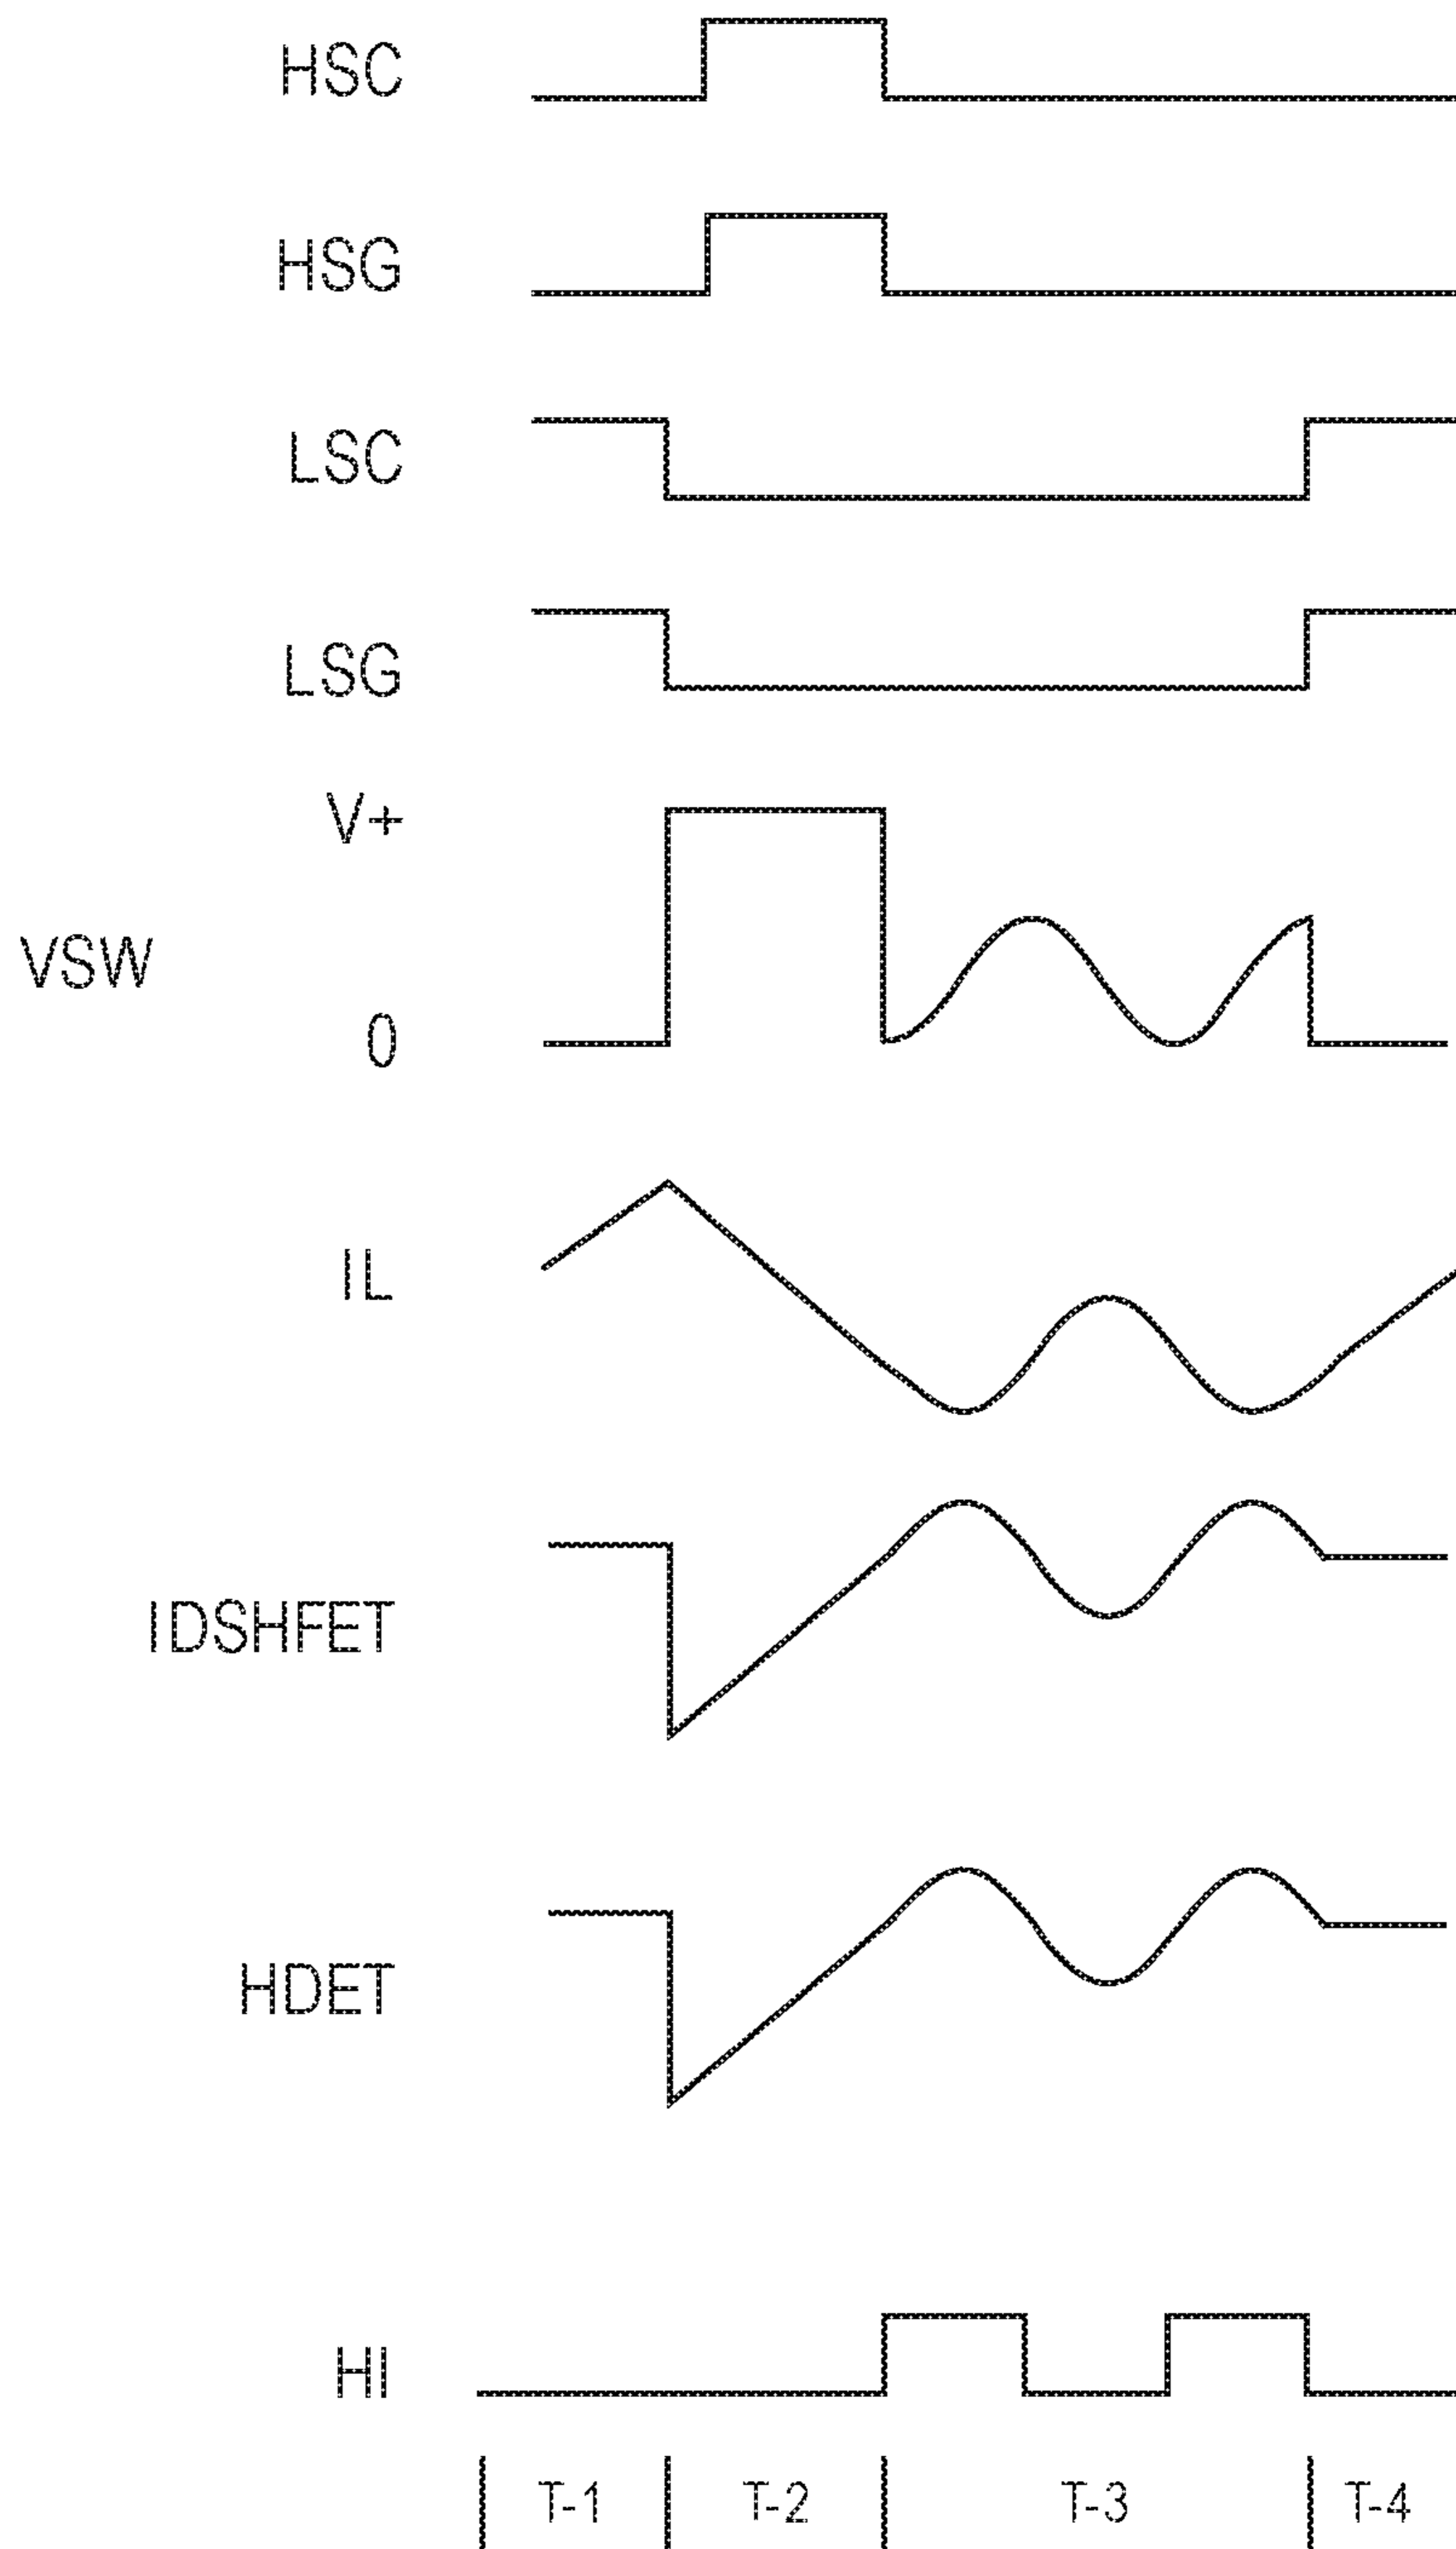 HSC
HSG
LSC
LSG
V+
VSW
0
IL
IDSHFET
HDET
HI
T-1 T-2 T-3 T-4